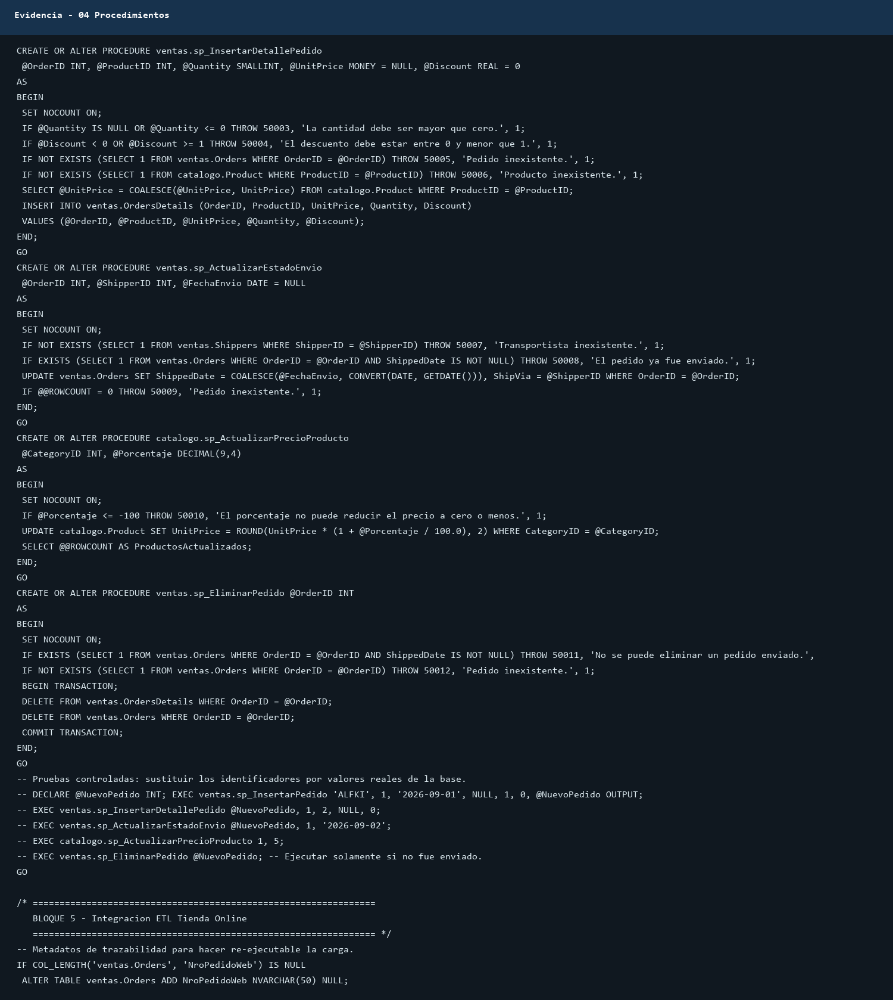 Evidencia - 04 Procedimientos
CREATE OR ALTER PROCEDURE ventas.sp_InsertarDetallePedido
 @OrderID INT, @ProductID INT, @Quantity SMALLINT, @UnitPrice MONEY = NULL, @Discount REAL = 0
AS
BEGIN
 SET NOCOUNT ON;
 IF @Quantity IS NULL OR @Quantity <= 0 THROW 50003, 'La cantidad debe ser mayor que cero.', 1;
 IF @Discount < 0 OR @Discount >= 1 THROW 50004, 'El descuento debe estar entre 0 y menor que 1.', 1;
 IF NOT EXISTS (SELECT 1 FROM ventas.Orders WHERE OrderID = @OrderID) THROW 50005, 'Pedido inexistente.', 1;
 IF NOT EXISTS (SELECT 1 FROM catalogo.Product WHERE ProductID = @ProductID) THROW 50006, 'Producto inexistente.', 1;
 SELECT @UnitPrice = COALESCE(@UnitPrice, UnitPrice) FROM catalogo.Product WHERE ProductID = @ProductID;
 INSERT INTO ventas.OrdersDetails (OrderID, ProductID, UnitPrice, Quantity, Discount)
 VALUES (@OrderID, @ProductID, @UnitPrice, @Quantity, @Discount);
END;
GO
CREATE OR ALTER PROCEDURE ventas.sp_ActualizarEstadoEnvio
 @OrderID INT, @ShipperID INT, @FechaEnvio DATE = NULL
AS
BEGIN
 SET NOCOUNT ON;
 IF NOT EXISTS (SELECT 1 FROM ventas.Shippers WHERE ShipperID = @ShipperID) THROW 50007, 'Transportista inexistente.', 1;
 IF EXISTS (SELECT 1 FROM ventas.Orders WHERE OrderID = @OrderID AND ShippedDate IS NOT NULL) THROW 50008, 'El pedido ya fue enviado.', 1;
 UPDATE ventas.Orders SET ShippedDate = COALESCE(@FechaEnvio, CONVERT(DATE, GETDATE())), ShipVia = @ShipperID WHERE OrderID = @OrderID;
 IF @@ROWCOUNT = 0 THROW 50009, 'Pedido inexistente.', 1;
END;
GO
CREATE OR ALTER PROCEDURE catalogo.sp_ActualizarPrecioProducto
 @CategoryID INT, @Porcentaje DECIMAL(9,4)
AS
BEGIN
 SET NOCOUNT ON;
 IF @Porcentaje <= -100 THROW 50010, 'El porcentaje no puede reducir el precio a cero o menos.', 1;
 UPDATE catalogo.Product SET UnitPrice = ROUND(UnitPrice * (1 + @Porcentaje / 100.0), 2) WHERE CategoryID = @CategoryID;
 SELECT @@ROWCOUNT AS ProductosActualizados;
END;
GO
CREATE OR ALTER PROCEDURE ventas.sp_EliminarPedido @OrderID INT
AS
BEGIN
 SET NOCOUNT ON;
 IF EXISTS (SELECT 1 FROM ventas.Orders WHERE OrderID = @OrderID AND ShippedDate IS NOT NULL) THROW 50011, 'No se puede eliminar un pedido enviado.',
 IF NOT EXISTS (SELECT 1 FROM ventas.Orders WHERE OrderID = @OrderID) THROW 50012, 'Pedido inexistente.', 1;
 BEGIN TRANSACTION;
 DELETE FROM ventas.OrdersDetails WHERE OrderID = @OrderID;
 DELETE FROM ventas.Orders WHERE OrderID = @OrderID;
 COMMIT TRANSACTION;
END;
GO
-- Pruebas controladas: sustituir los identificadores por valores reales de la base.
-- DECLARE @NuevoPedido INT; EXEC ventas.sp_InsertarPedido 'ALFKI', 1, '2026-09-01', NULL, 1, 0, @NuevoPedido OUTPUT;
-- EXEC ventas.sp_InsertarDetallePedido @NuevoPedido, 1, 2, NULL, 0;
-- EXEC ventas.sp_ActualizarEstadoEnvio @NuevoPedido, 1, '2026-09-02';
-- EXEC catalogo.sp_ActualizarPrecioProducto 1, 5;
-- EXEC ventas.sp_EliminarPedido @NuevoPedido; -- Ejecutar solamente si no fue enviado.
GO
/* ================================================================
   BLOQUE 5 - Integracion ETL Tienda Online
   ================================================================ */
-- Metadatos de trazabilidad para hacer re-ejecutable la carga.
IF COL_LENGTH('ventas.Orders', 'NroPedidoWeb') IS NULL
 ALTER TABLE ventas.Orders ADD NroPedidoWeb NVARCHAR(50) NULL;